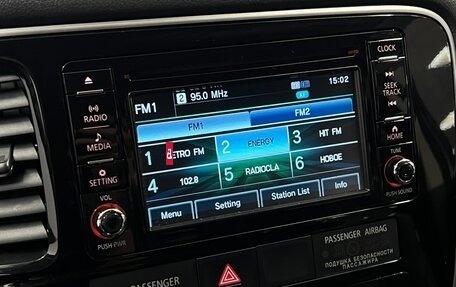 CLOCK
15:02
FM1
2 95.0 MHz
SEEK
TRACK
RADIO
FM1
FM2
1
2 ENERGY
3 HIT FM
HOME
MEDIA
4 102.8
5 RADIOCLA
6 НОВОЕ
TUNE
SETTING
VOL
Menu
Setting
Station List
Info
PUSH SOUND
PUSH PWR
PASSENGER AIRBAG
ПОДУШКА БЕЗОПАСНОСТИ
ПАССАЖИРА
PASSENGER